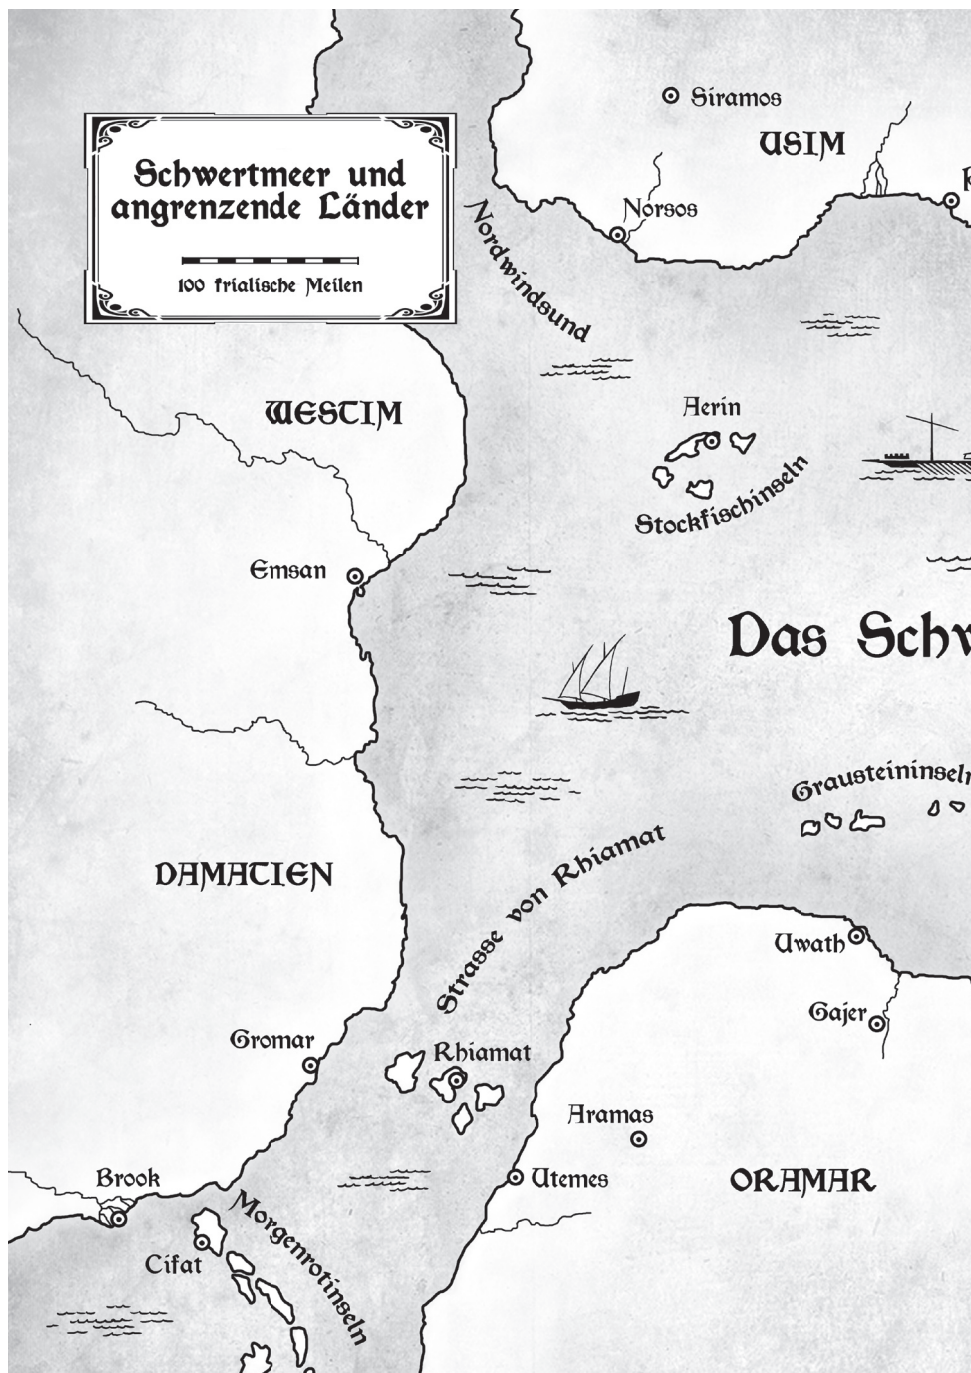 Siramos
USIM
Schwertmeer und
angrenzende Länder
100 frialische Meilen
Norsos
Nordwindsund
WESTIM
Aerin
Stockfischinseln
Emsan
Das Schw
Grausteininseln
Strasse von Rhiamat
DAMATIEN
Uwath
Gajer
Gromar
Rhiamat
Aramas
Brook
Utemes
ORAMAR
Morgenrotinseln
Cifat